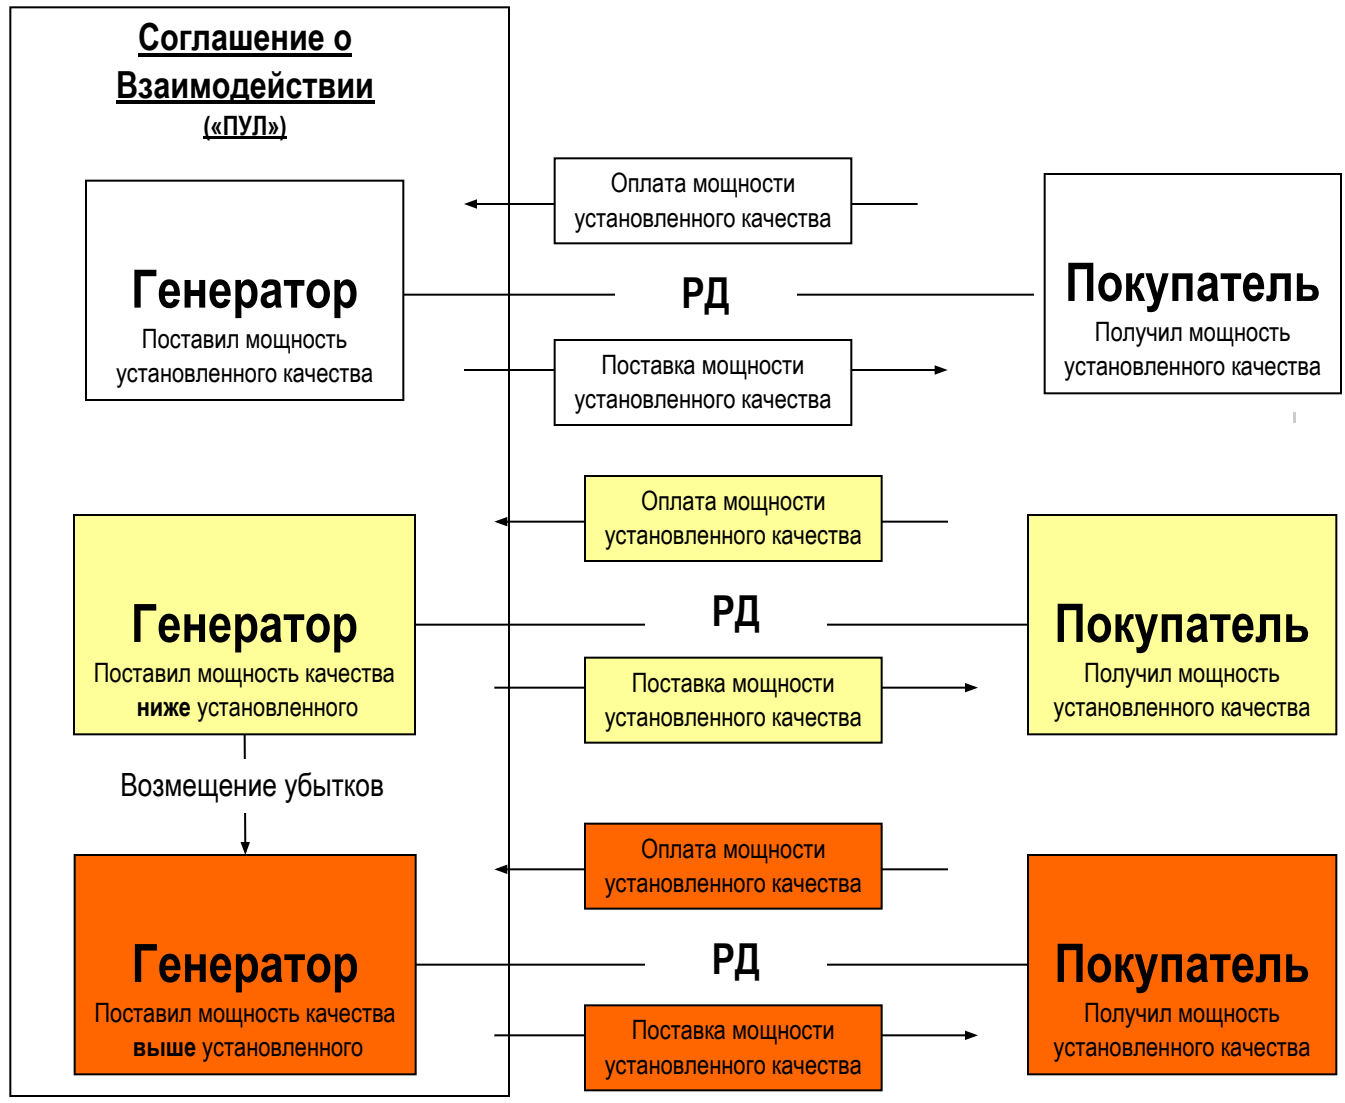 Соглашение о
Взаимодействии
(«ПУЛ»)
Оплата мощности
установленного качества
Генератор
Поставил мощность
установленного качества
РД
Покупатель
Получил мощность
установленного качества
Поставка мощности
установленного качества
Оплата мощности
установленного качества
Генератор
Поставил мощность качества
ниже установленного
РД
Покупатель
Получил мощность
установленного качества
Поставка мощности
установленного качества
Возмещение убытков
Оплата мощности
установленного качества
Генератор
Поставил мощность качества
выше установленного
РД
Покупатель
Получил мощность
установленного качества
Поставка мощности
установленного качества